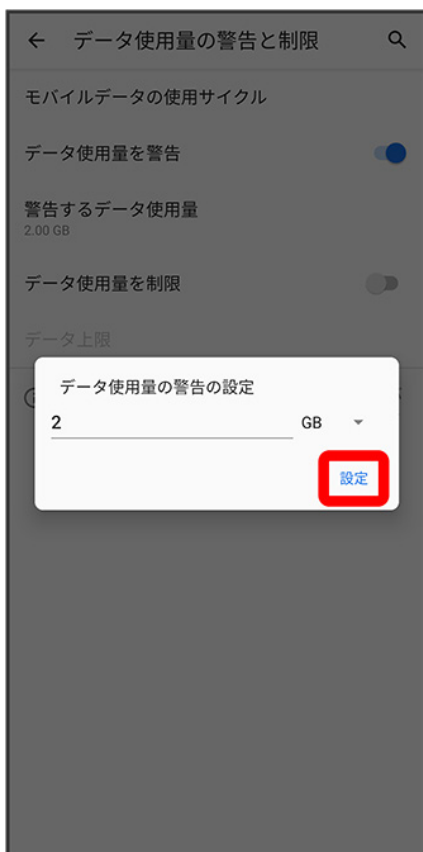 データ使用量の警告と制限
モバイルデータの使用サイクル
データ使用量を警告
警告するデータ使用量
2.00 GB
データ使用量を制限
データ上限
データ使用量の警告の設定
2 GB
設定